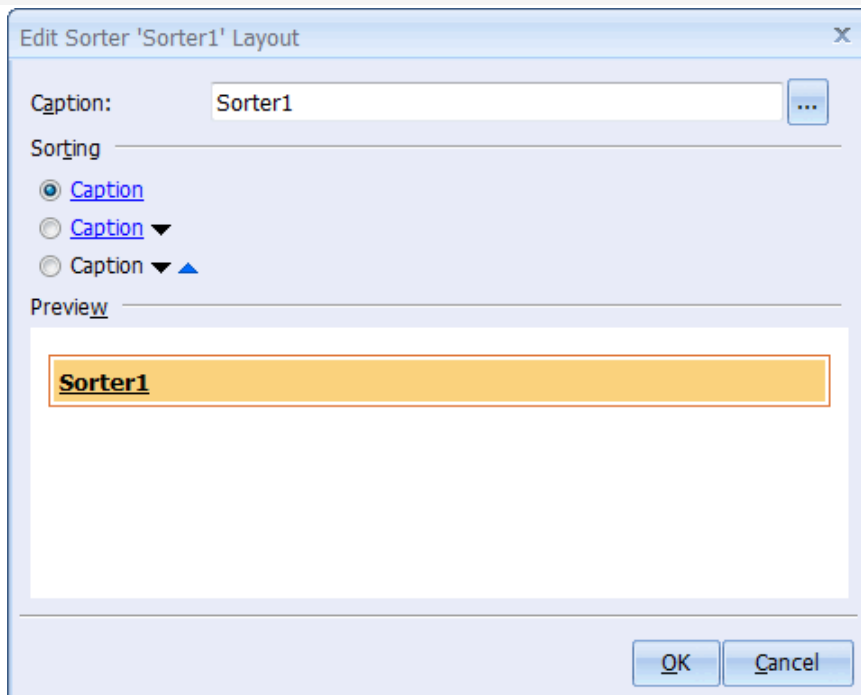 Edit Sorter 'Sorter1' Layout x
Caption: Sorter1 ...
Sorting
Caption
Caption
Caption
Preview
Sorter1
OK Cancel